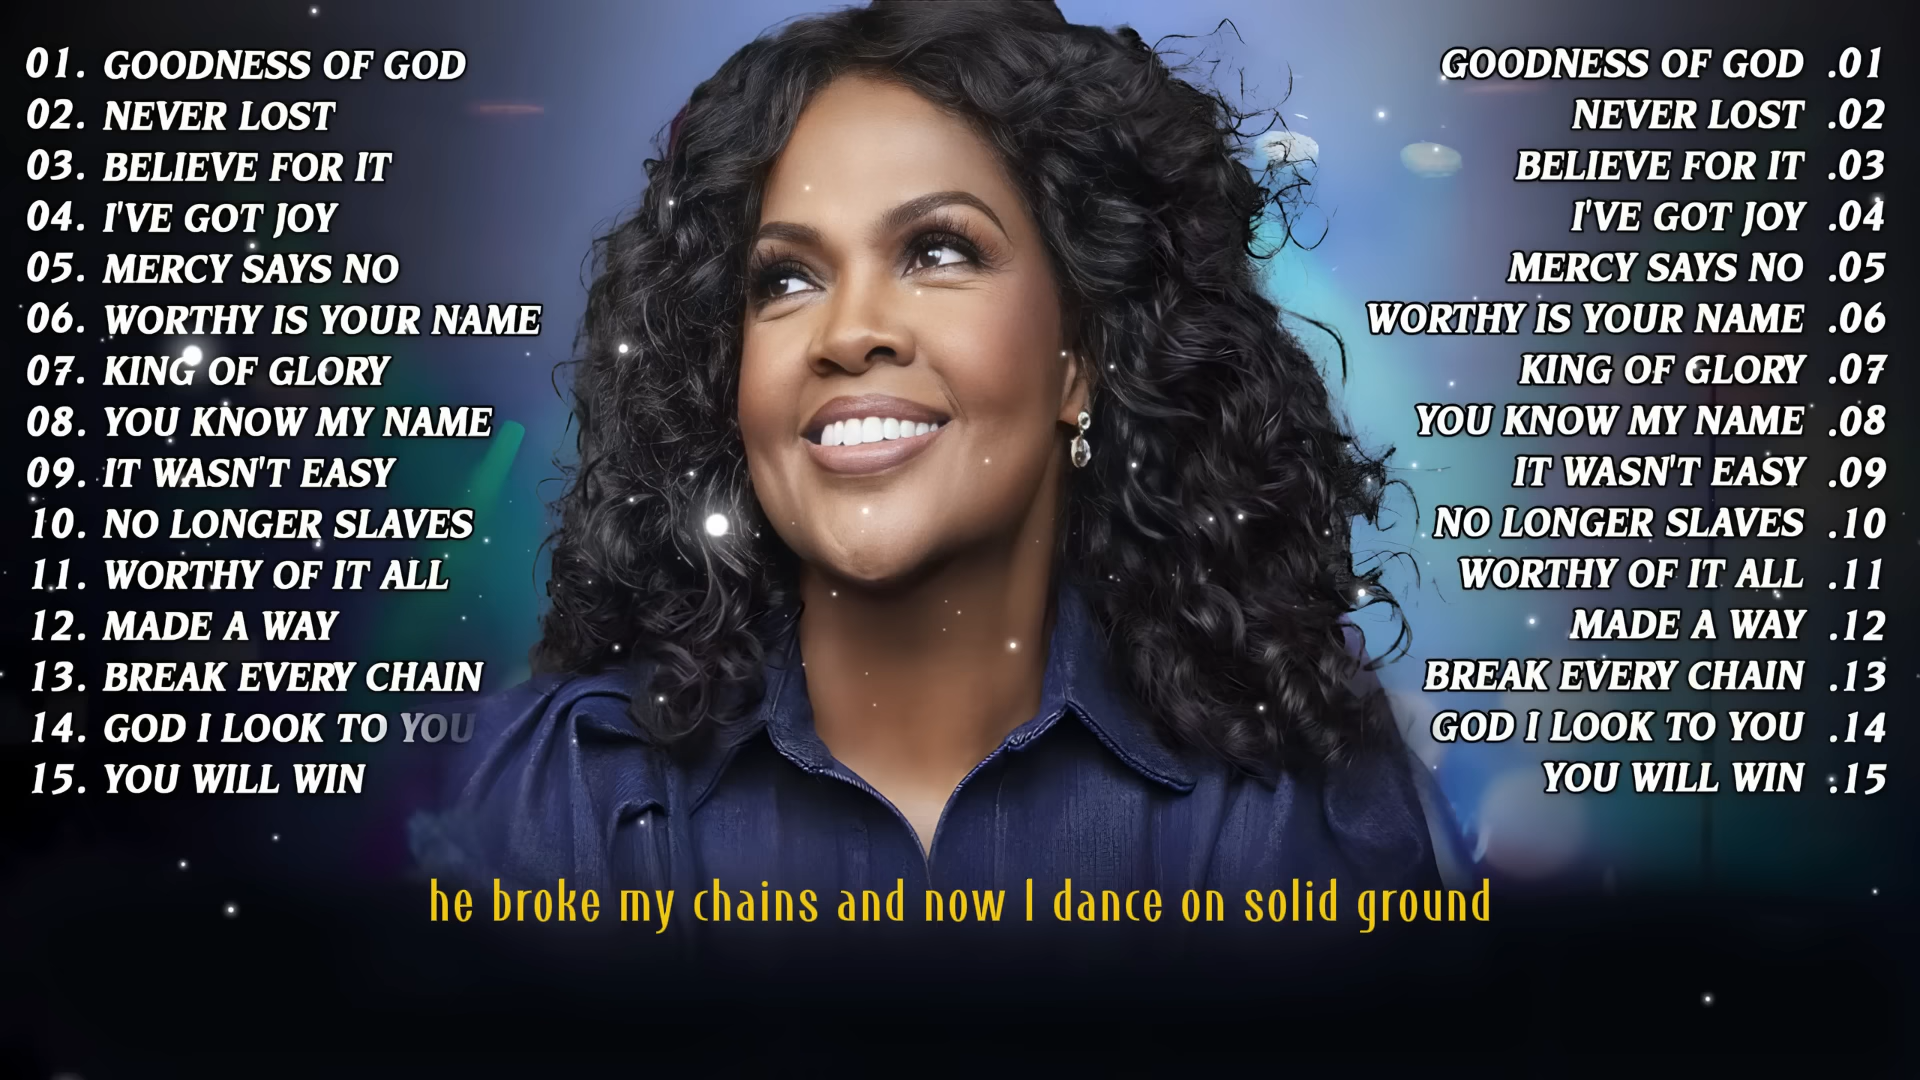 01. GOODNESS OF GOD
02. NEVER LOST
03. BELIEVE FOR IT
04. I'VE GOT JOY
05. MERCY SAYS NO
06. WORTHY IS YOUR NAME
07. KING OF GLORY
08. YOU KNOW MY NAME
09. IT WASN'T EASY
10. NO LONGER SLAVES
11. WORTHY OF IT ALL
12. MADE A WAY
13. BREAK EVERY CHAIN
14. GOD I LOOK TO YOU
15. YOU WILL WIN
GOODNESS OF GOD .01
NEVER LOST .02
BELIEVE FOR IT .03
I'VE GOT JOY .04
MERCY SAYS NO .05
WORTHY IS YOUR NAME .06
KING OF GLORY .07
YOU KNOW MY NAME .08
IT WASN'T EASY .09
NO LONGER SLAVES .10
WORTHY OF IT ALL .11
MADE A WAY .12
BREAK EVERY CHAIN .13
GOD I LOOK TO YOU .14
YOU WILL WIN .15
he broke my chains and now I dance on solid ground